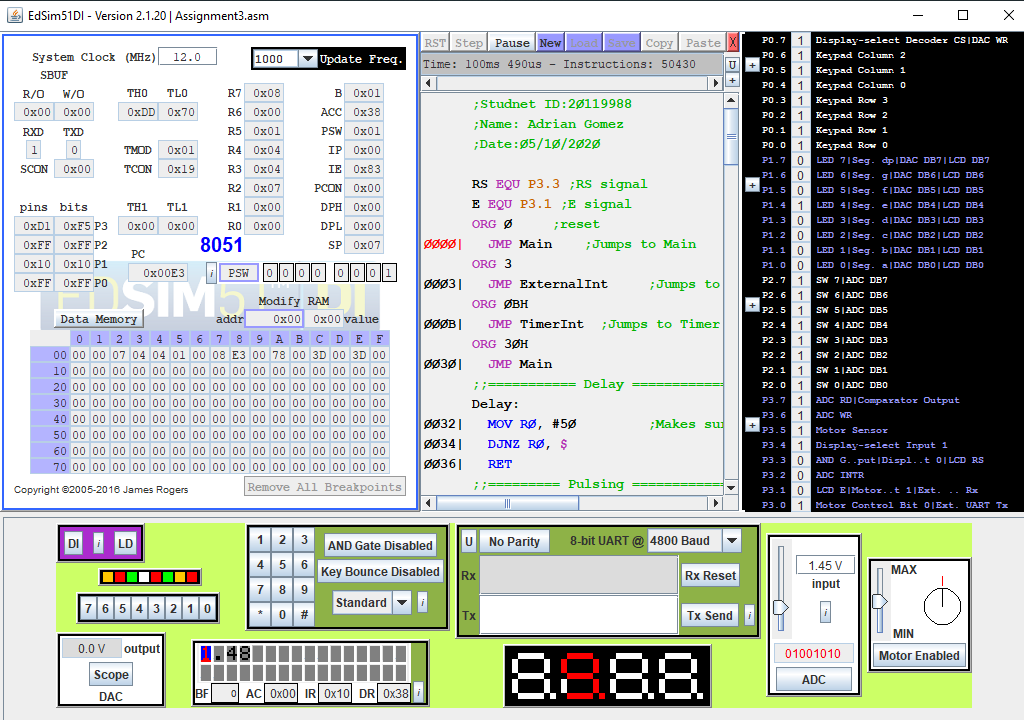 EdSim51DI - Version 2.1.20 | Assignment3.asm
System Clock (MHz) 12.0 1000 Update Freq.
SBUF
R/O W/O TH0 TL0 R7 0x08 B 0x01
0x00 0x00 0xDD 0x70 R6 0x00 ACC 0x38
RXD TXD R5 0x01 PSW 0x01
1 0 TMOD 0x01 R4 0x04 IP 0x00
SCON 0x00 TCON 0x19 R3 0x04 IE 0x83
R2 0x07 PCON 0x00
pins bits TH1 TL1 R1 0x00 DPH 0x00
0xD1 0xF5 P3 0x00 0x00 R0 0x00 DPL 0x00
0xFF 0xFF P2 8051 SP 0x07
0x10 0x10 P1 PC
0xFF 0xFF P0 0x00E3 i PSW 0 0 0 0 0 0 0 1
EdSIM51DI
Modify RAM
Data Memory addr 0x00 0x00 value
0 1 2 3 4 5 6 7 8 9 A B C D E F
00 00 00 07 04 04 01 00 08 E3 00 78 00 3D 00 3D 00
10 00 00 00 00 00 00 00 00 00 00 00 00 00 00 00 00
20 00 00 00 00 00 00 00 00 00 00 00 00 00 00 00 00
30 00 00 00 00 00 00 00 00 00 00 00 00 00 00 00 00
40 00 00 00 00 00 00 00 00 00 00 00 00 00 00 00 00
50 00 00 00 00 00 00 00 00 00 00 00 00 00 00 00 00
60 00 00 00 00 00 00 00 00 00 00 00 00 00 00 00 00
70 00 00 00 00 00 00 00 00 00 00 00 00 00 00 00 00
Copyright ©2005-2016 James Rogers Remove All Breakpoints
RST Step Pause New Load Save Copy Paste X
Time: 100ms 490us - Instructions: 50430 U
+
;Studnet ID:20119988
;Name: Adrian Gomez
;Date:05/10/2020
RS EQU P3.3 ;RS signal
E EQU P3.1 ;E signal
ORG 0 ;reset
0000| JMP Main ;Jumps to Main
ORG 3
0003| JMP ExternalInt ;Jumps to
ORG 0BH
000B| JMP TimerInt ;Jumps to Timer
ORG 30H
0030| JMP Main
;;=========== Delay ===========
Delay:
0032| MOV R0, #50 ;Makes su
0034| DJNZ R0, $
0036| RET
;;========= Pulsing ===========
P0.7 1 Display-select Decoder CS|DAC WR
P0.6 1 Keypad Column 2
P0.5 1 Keypad Column 1
P0.4 1 Keypad Column 0
P0.3 1 Keypad Row 3
P0.2 1 Keypad Row 2
P0.1 1 Keypad Row 1
P0.0 1 Keypad Row 0
P1.7 0 LED 7|Seg. dp|DAC DB7|LCD DB7
P1.6 0 LED 6|Seg. g|DAC DB6|LCD DB6
P1.5 0 LED 5|Seg. f|DAC DB5|LCD DB5
P1.4 1 LED 4|Seg. e|DAC DB4|LCD DB4
P1.3 0 LED 3|Seg. d|DAC DB3|LCD DB3
P1.2 0 LED 2|Seg. c|DAC DB2|LCD DB2
P1.1 0 LED 1|Seg. b|DAC DB1|LCD DB1
P1.0 0 LED 0|Seg. a|DAC DB0|LCD DB0
P2.7 1 SW 7|ADC DB7
P2.6 1 SW 6|ADC DB6
P2.5 1 SW 5|ADC DB5
P2.4 1 SW 4|ADC DB4
P2.3 1 SW 3|ADC DB3
P2.2 1 SW 2|ADC DB2
P2.1 1 SW 1|ADC DB1
P2.0 1 SW 0|ADC DB0
P3.7 1 ADC RD|Comparator Output
P3.6 1 ADC WR
P3.5 0 Motor Sensor
P3.4 1 Display-select Input 1
P3.3 0 AND G..put|Displ..t 0|LCD RS
P3.2 0 ADC INTR
P3.1 0 LCD E|Motor..t 1|Ext. .. Rx
P3.0 1 Motor Control Bit 0|Ext. UART Tx
DI i LD
7 6 5 4 3 2 1 0
0.0 V output
Scope
DAC
1 2 3 AND Gate Disabled
4 5 6 Key Bounce Disabled
7 8 9 Standard i
* 0 #
1.48
BF 0 AC 0x00 IR 0x10 DR 0x38 i
U No Parity 8-bit UART @ 4800 Baud
Rx Rx Reset
Tx Tx Send i
8.9.8.8.
1.45 V
input
i
01001010
ADC
MAX
MIN
Motor Enabled